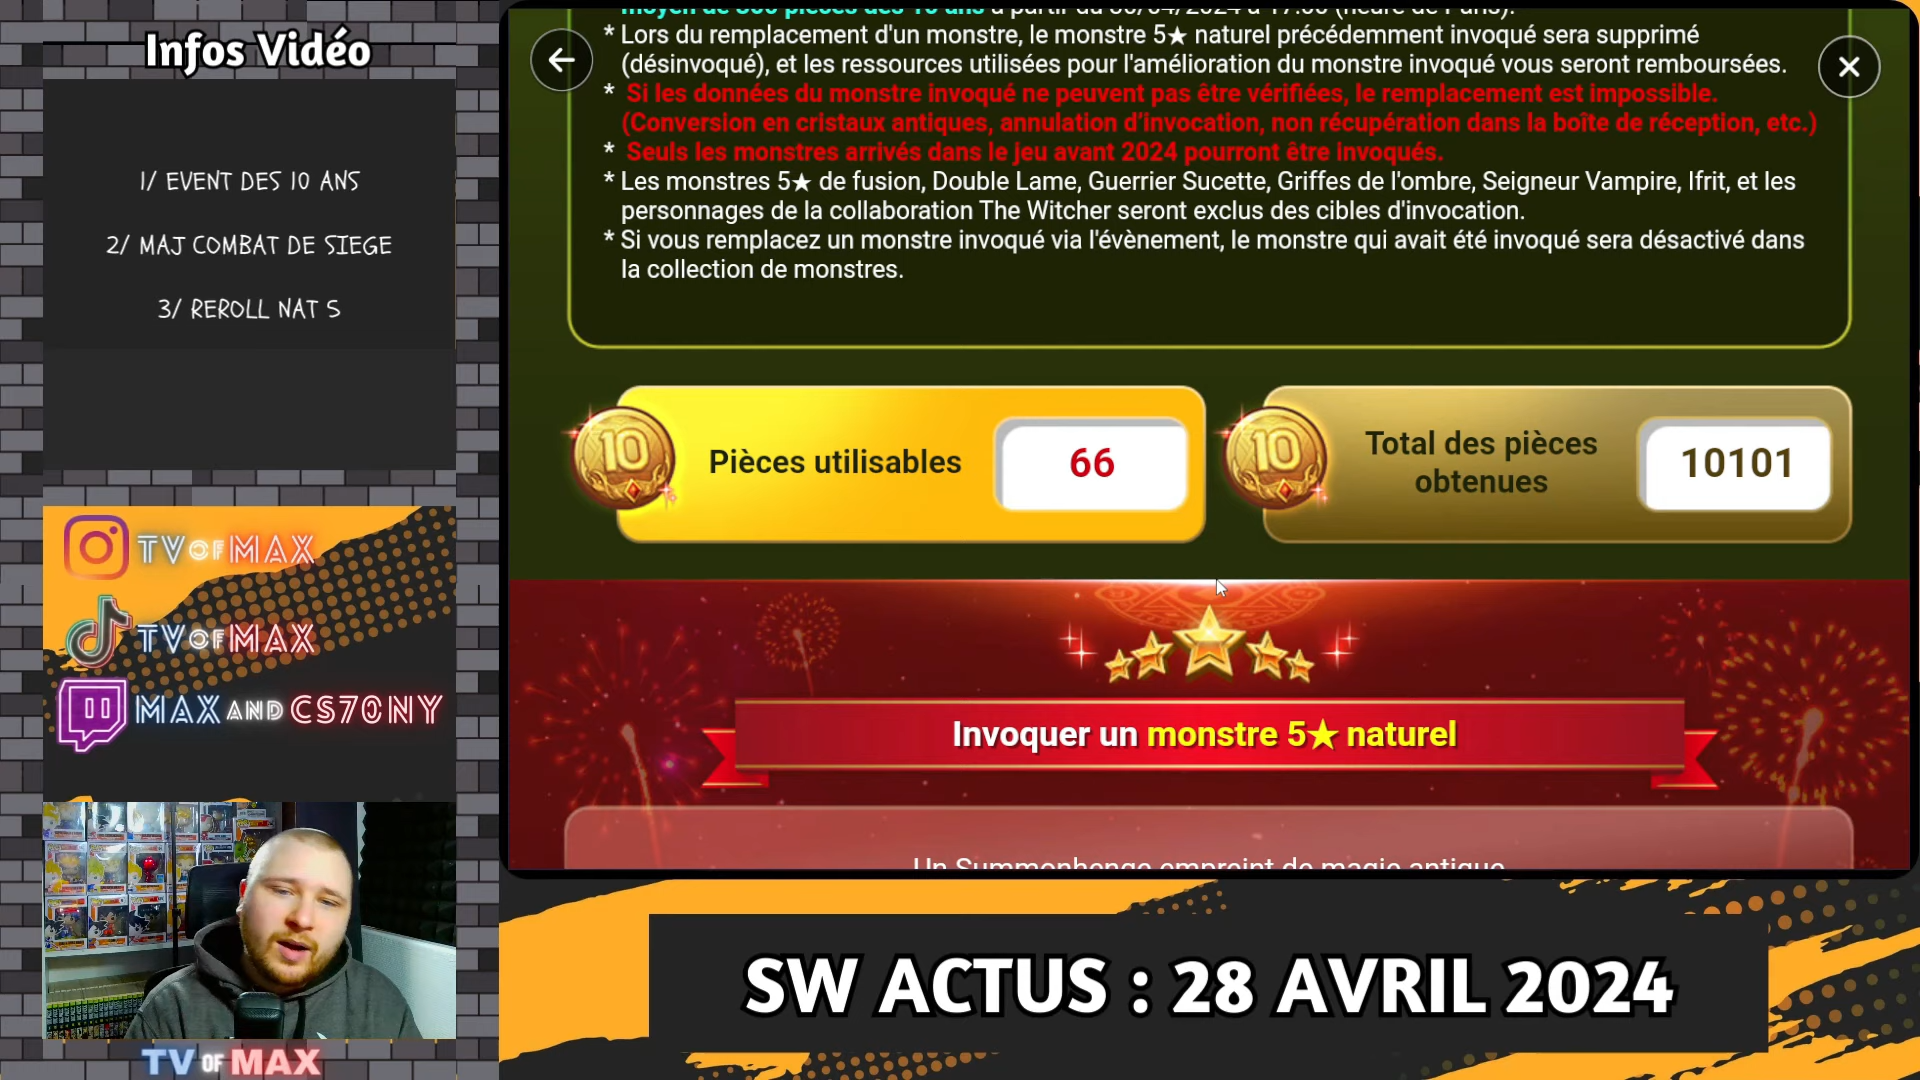 Infos Vidéo
1/ EVENT DES 10 ANS
2/ MAJ COMBAT DE SIEGE
3/ REROLL NAT 5
TVOFMAX
TVOFMAX
MAX AND CS70NY
TV OF MAX
* Lors du remplacement d'un monstre, le monstre 5★ naturel précédemment invoqué sera supprimé
(désinvoqué), et les ressources utilisées pour l'amélioration du monstre invoqué vous seront remboursées.
* Si les données du monstre invoqué ne peuvent pas être vérifiées, le remplacement est impossible.
(Conversion en cristaux antiques, annulation d’invocation, non récupération dans la boîte de réception, etc.)
* Seuls les monstres arrivés dans le jeu avant 2024 pourront être invoqués.
* Les monstres 5★ de fusion, Double Lame, Guerrier Sucette, Griffes de l'ombre, Seigneur Vampire, Ifrit, et les
personnages de la collaboration The Witcher seront exclus des cibles d'invocation.
* Si vous remplacez un monstre invoqué via l'évènement, le monstre qui avait été invoqué sera désactivé dans
la collection de monstres.
10
Pièces utilisables
66
10
Total des pièces
obtenues
10101
Invoquer un monstre 5★ naturel
Un Summonhenge empreint de magie antique
SW ACTUS : 28 AVRIL 2024